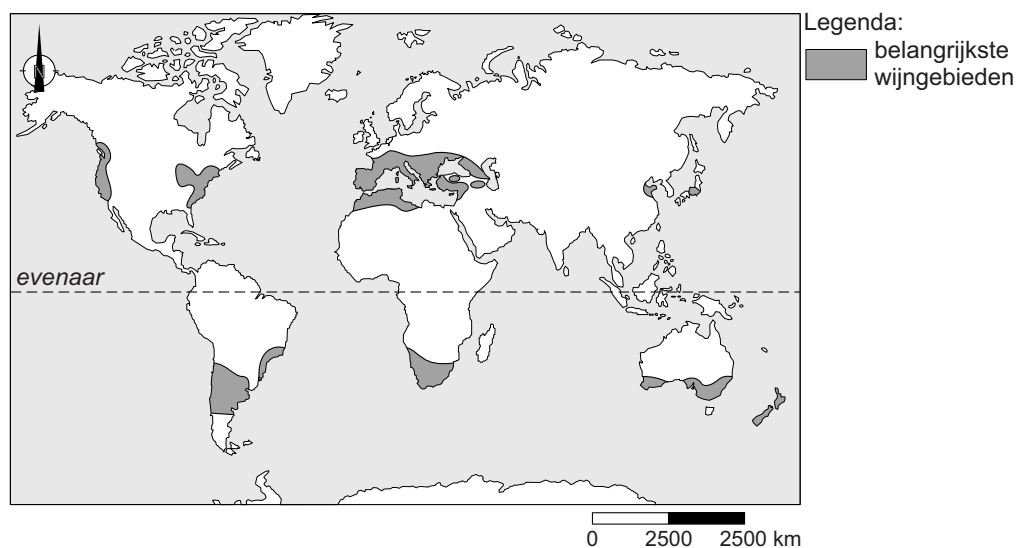 Legenda:
belangrijkste
wijngebieden
N
evenaar
0 2500 2500 km